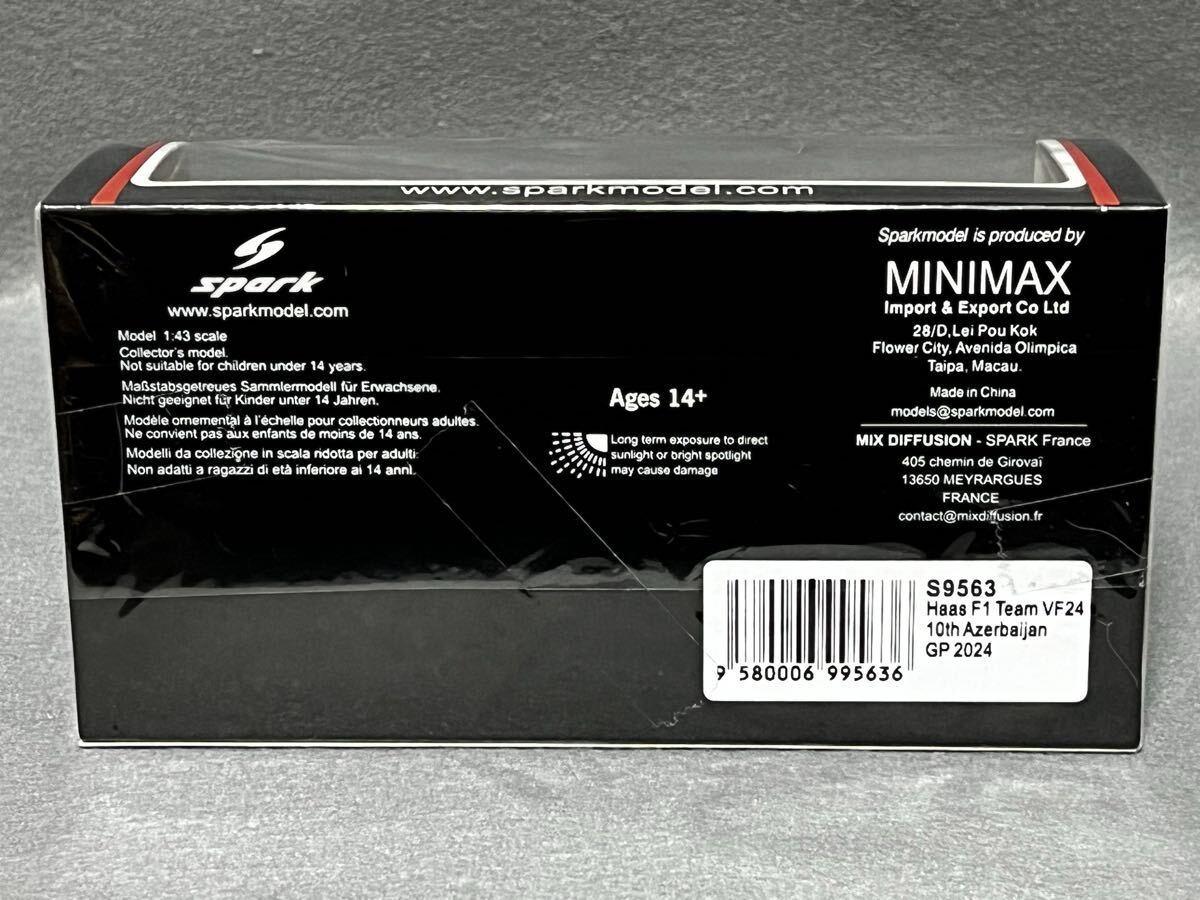 www.sparkmodel.com
spark
www.sparkmodel.com
Model 1:43 scale
Collector's model.
Not suitable for children under 14 years.
Maßstabsgetreues Sammlermodell für Erwachsene.
Nicht geeignet für Kinder unter 14 Jahren.
Modèle ornemental à l'échelle pour collectionneurs adultes.
Ne convient pas aux enfants de moins de 14 ans.
Modelli da collezione in scala ridotta per adulti:
Non adatti a ragazzi di età inferiore ai 14 anni.
Ages 14+
Long term exposure to direct
sunlight or bright spotlight
may cause damage
Sparkmodel is produced by
MINIMAX
Import & Export Co Ltd
28/D,Lei Pou Kok
Flower City, Avenida Olimpica
Taipa, Macau.
Made in China
models@sparkmodel.com
MIX DIFFUSION - SPARK France
405 chemin de Girovaï
13650 MEYRARGUES
FRANCE
contact@mixdiffusion.fr
S9563
Haas F1 Team VF24
10th Azerbaijan
GP 2024
9 580006 995636